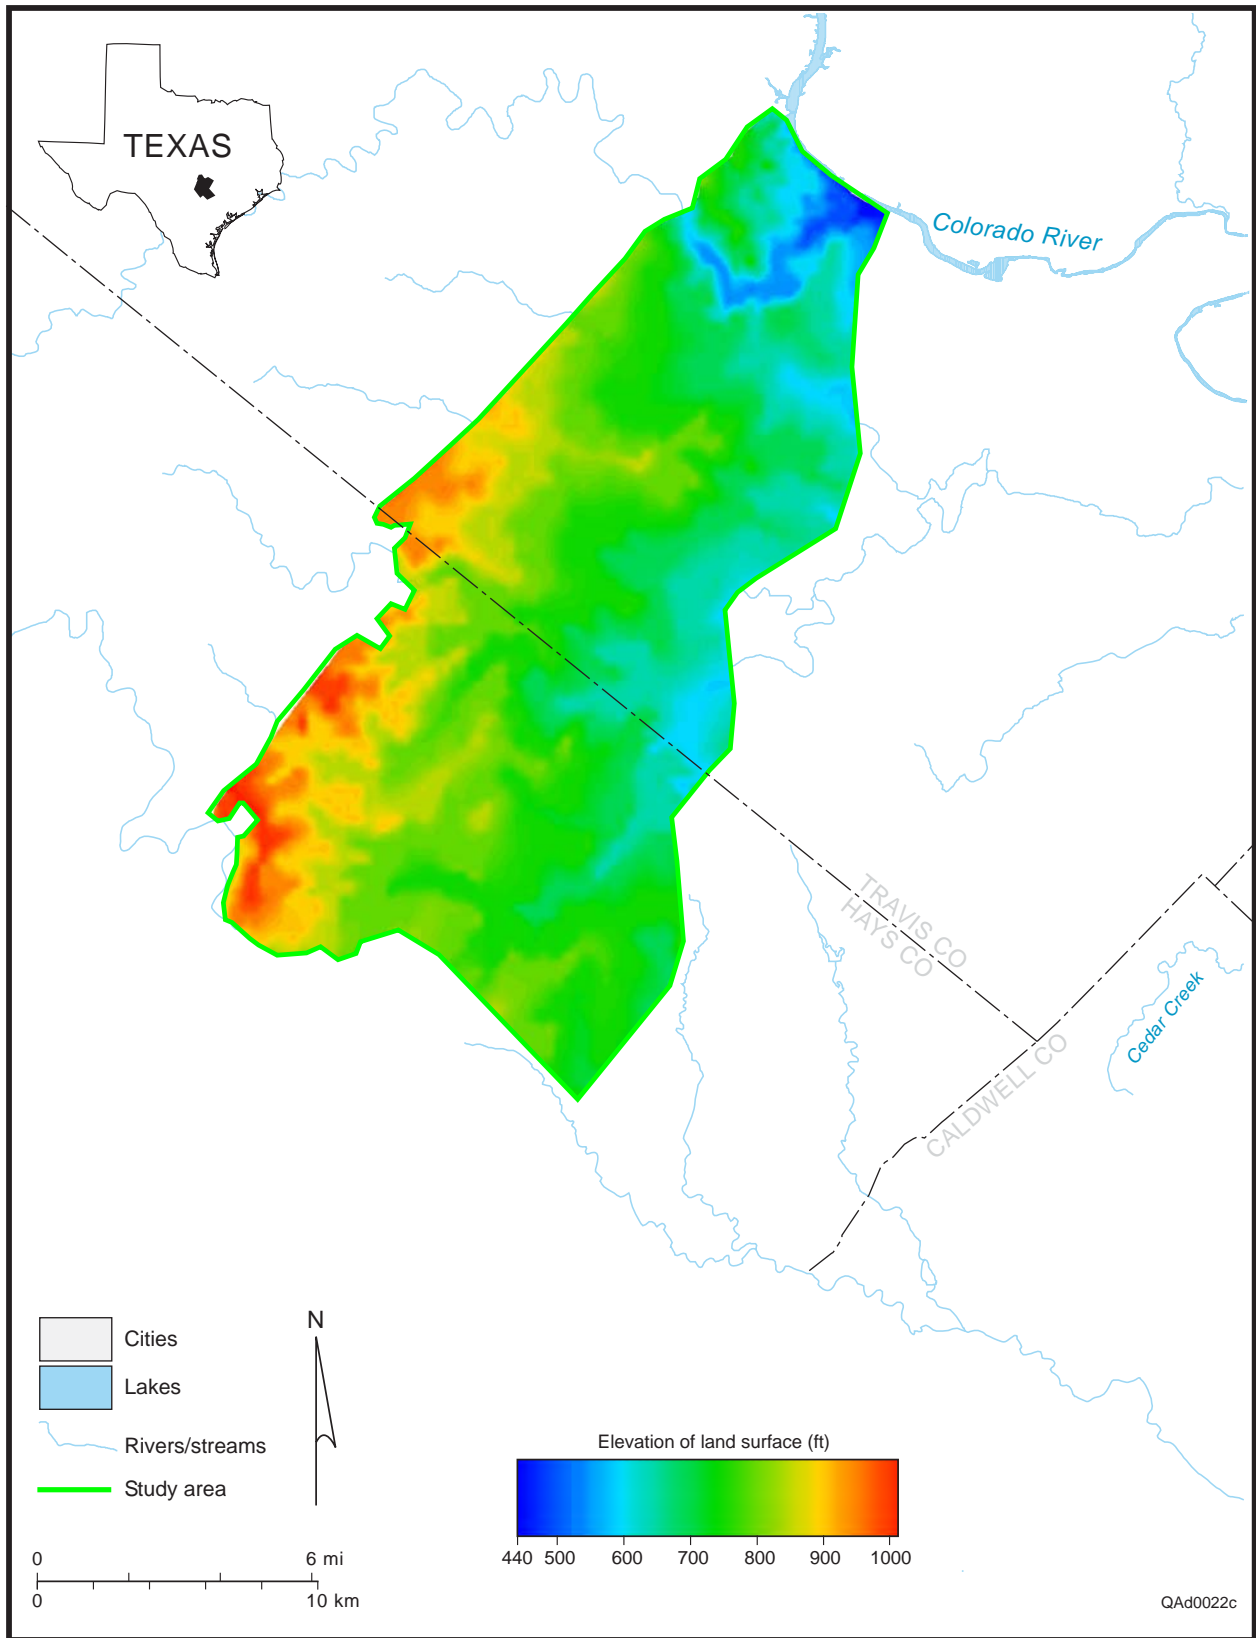 TEXAS
Colorado River
TRAVIS CO
HAYS CO
Cedar Creek
CALDWELL CO
N
Cities
Lakes
Rivers/streams
Study area
Elevation of land surface (ft)
440 500 600 700 800 900 1000
0 6 mi
0 10 km
QAd0022c